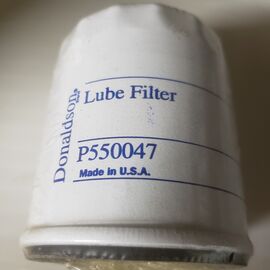 Donaldson
Lube Filter
P550047
Made in U.S.A.